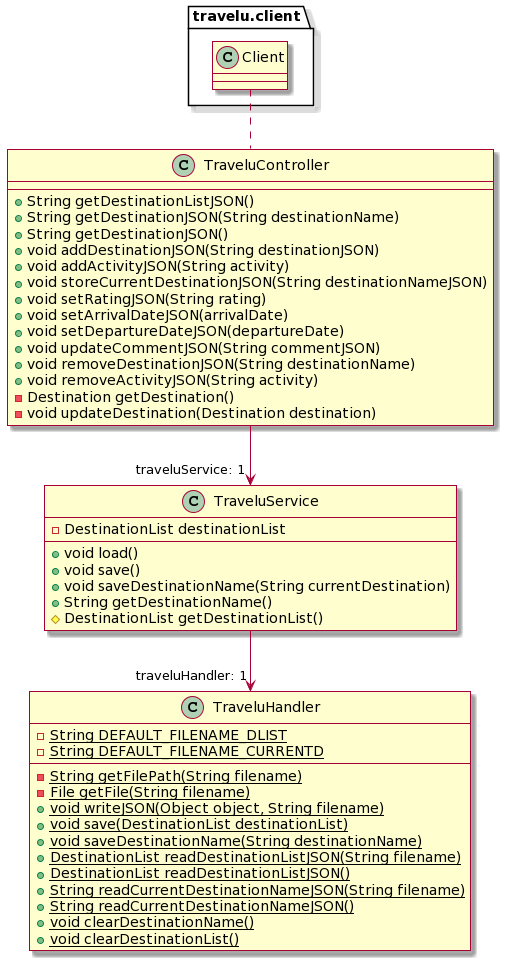 travelu.client
C Client
C TraveluController
String getDestinationListJSON()
String getDestinationJSON(String destinationName)
String getDestinationJSON()
void addDestinationJSON(String destinationJSON)
void addActivityJSON(String activity)
void storeCurrentDestinationJSON(String destinationNameJSON)
void setRatingJSON(String rating)
void setArrivalDateJSON(arrivalDate)
void setDepartureDateJSON(departureDate)
void updateCommentJSON(String commentJSON)
void removeDestinationJSON(String destinationName)
void removeActivityJSON(String activity)
Destination getDestination()
void updateDestination(Destination destination)
traveluService: 1
C TraveluService
DestinationList destinationList
void load()
void save()
void saveDestinationName(String currentDestination)
String getDestinationName()
DestinationList getDestinationList()
traveluHandler: 1
C TraveluHandler
String DEFAULT_FILENAME_DLIST
String DEFAULT_FILENAME_CURRENTD
String getFilePath(String filename)
File getFile(String filename)
void writeJSON(Object object, String filename)
void save(DestinationList destinationList)
void saveDestinationName(String destinationName)
DestinationList readDestinationListJSON(String filename)
DestinationList readDestinationListJSON()
String readCurrentDestinationNameJSON(String filename)
String readCurrentDestinationNameJSON()
void clearDestinationName()
void clearDestinationList()